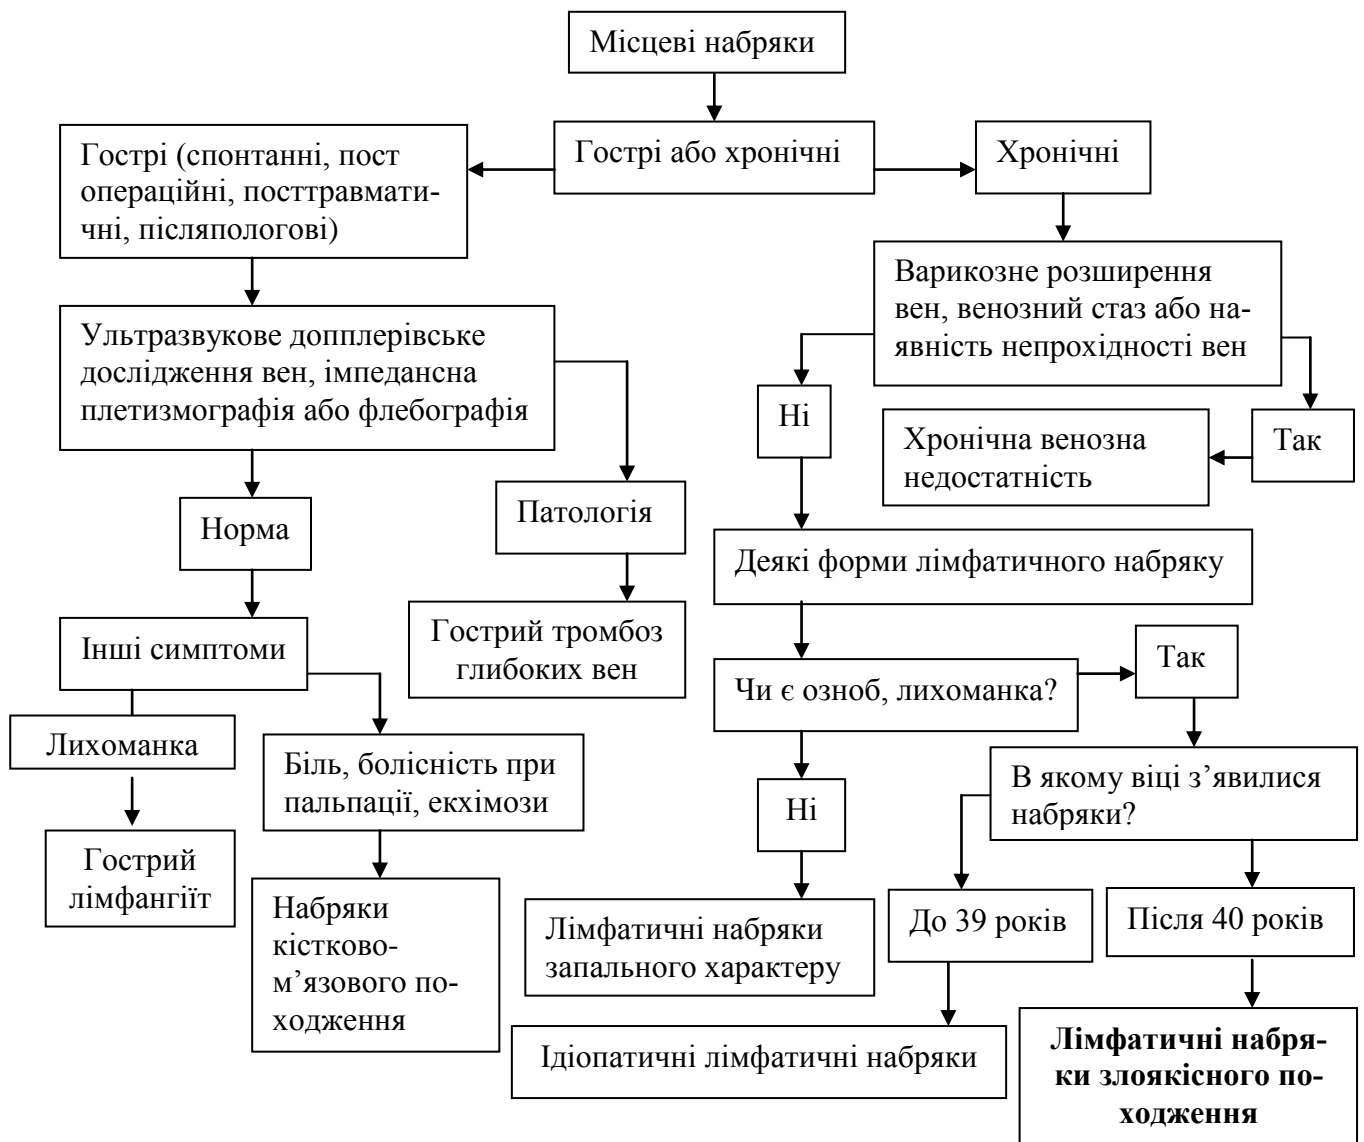 Місцеві набряки
Гострі або хронічні
Хронічні
Гострі (спонтанні, пост
операційні, посттравмати-
чні, післяпологові)
Варикозне розширення
вен, венозний стаз або на-
явність непрохідності вен
Ультразвукове допплерівське
дослідження вен, імпедансна
плетизмографія або флебографія
Ні
Так
Хронічна венозна
недостатність
Норма
Патологія
Деякі форми лімфатичного набряку
Гострий тромбоз
глибоких вен
Інші симптоми
Чи є озноб, лихоманка?
Так
Лихоманка
Біль, болісність при
пальпації, екхімози
Ні
В якому віці з’явилися
набряки?
Гострий
лімфангіїт
Набряки
кістково-
м’язового по-
ходження
Лімфатичні набряки
запального характеру
До 39 років
Після 40 років
Ідіопатичні лімфатичні набряки
Лімфатичні набря-
ки злоякісного по-
ходження